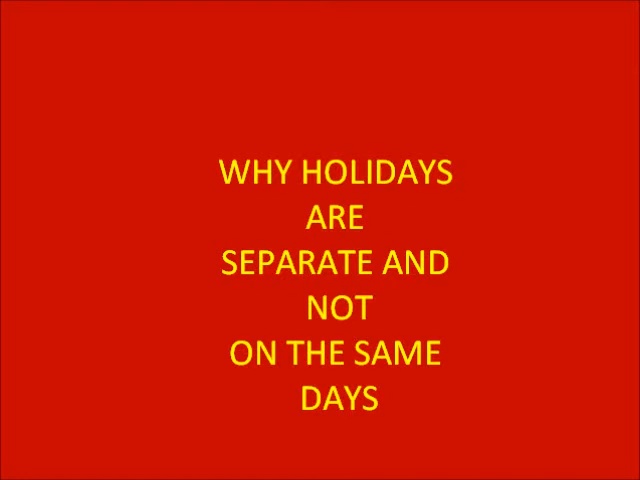 WHY HOLIDAYS
ARE
SEPARATE AND
NOT
ON THE SAME
DAYS